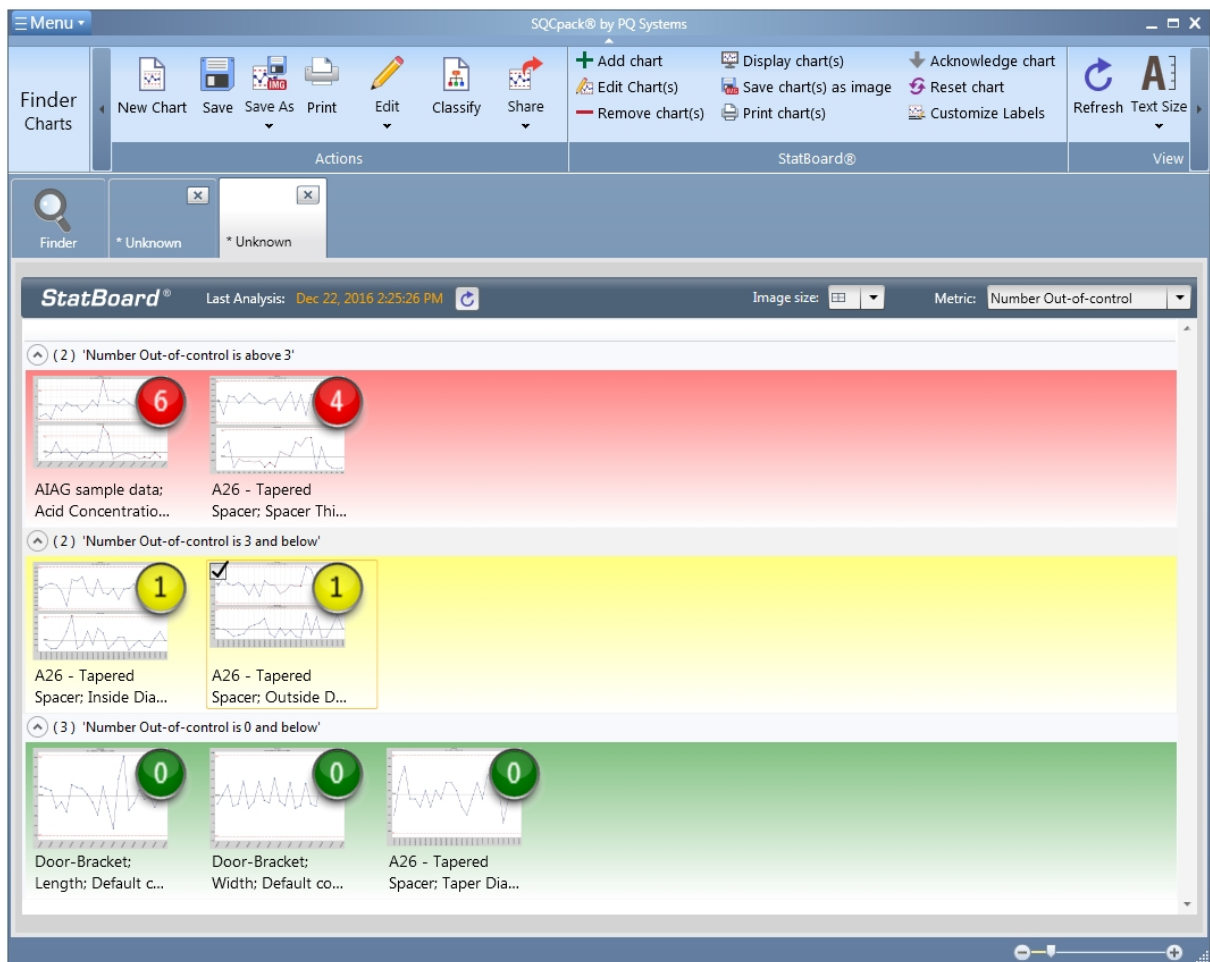 Menu
SQCpack® by PQ Systems
Finder
Charts
New Chart
Save
Save As
IMG
Print
Edit
Classify
Share
Actions
Add chart
Edit Chart(s)
Remove chart(s)
Display chart(s)
Save chart(s) as image
Print chart(s)
Acknowledge chart
Reset chart
Customize Labels
StatBoard®
Refresh
A
Text Size
View
Finder
* Unknown
* Unknown
StatBoard®
Last Analysis: Dec 22, 2016 2:25:26 PM
Image size:
Metric: Number Out-of-control
(2) 'Number Out-of-control is above 3'
6
4
AIAG sample data;
Acid Concentratio...
A26 - Tapered
Spacer; Spacer Thi...
(2) 'Number Out-of-control is 3 and below'
1
1
A26 - Tapered
Spacer; Inside Dia...
A26 - Tapered
Spacer; Outside D...
(3) 'Number Out-of-control is 0 and below'
0
0
0
Door-Bracket;
Length; Default c...
Door-Bracket;
Width; Default co...
A26 - Tapered
Spacer; Taper Dia...